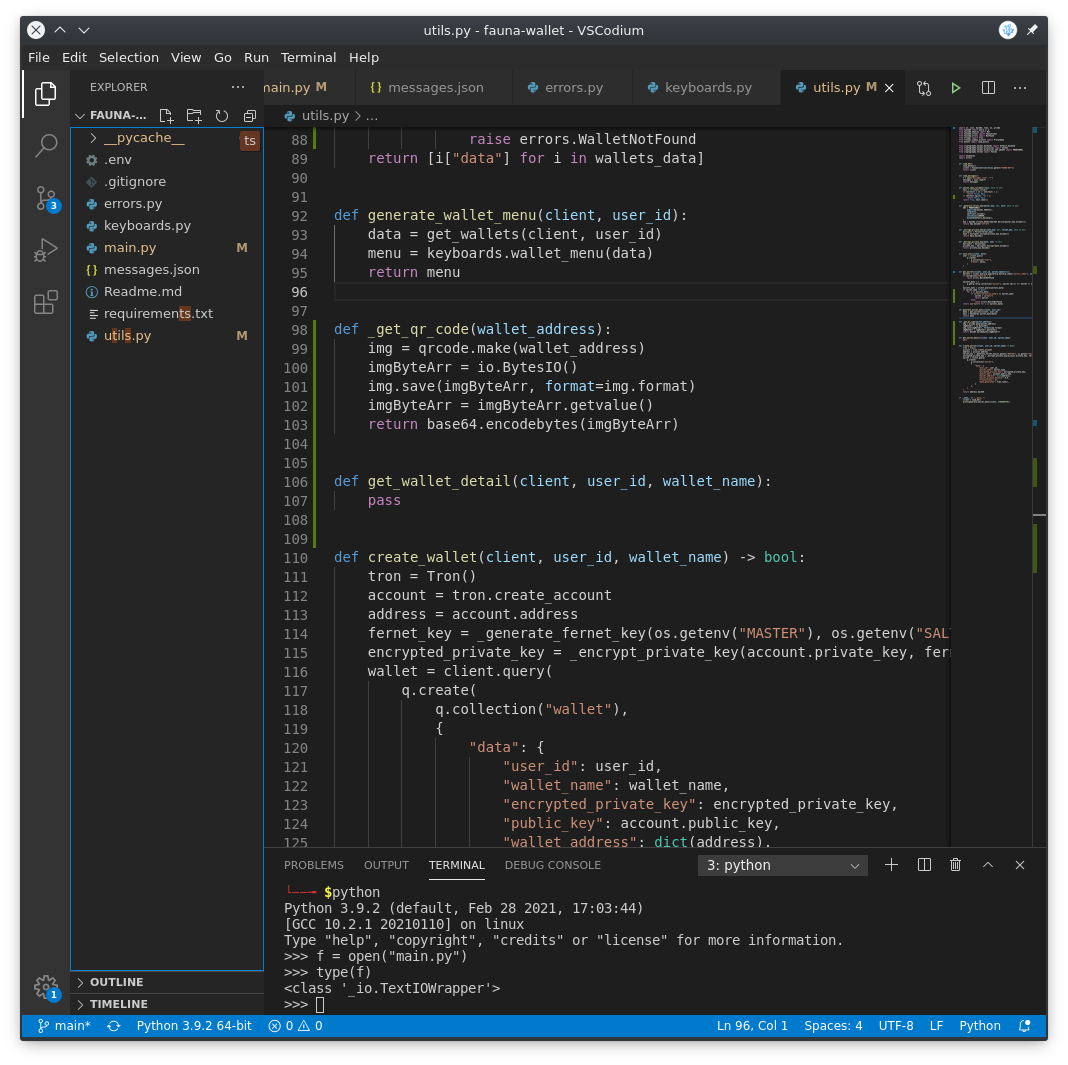 utils.py - fauna-wallet - VSCodium
File Edit Selection View Go Run Terminal Help
EXPLORER
main.py M
messages.json
errors.py
keyboards.py
utils.py M
FAUNA-...
utils.py > ...
ts
__pycache__
.env
.gitignore
errors.py
keyboards.py
main.py M
messages.json
Readme.md
requirements.txt
utils.py M
OUTLINE
TIMELINE
88 raise errors.WalletNotFound
89 return [i["data"] for i in wallets_data]
90
91
92 def generate_wallet_menu(client, user_id):
93 data = get_wallets(client, user_id)
94 menu = keyboards.wallet_menu(data)
95 return menu
96
97
98 def _get_qr_code(wallet_address):
99 img = qrcode.make(wallet_address)
100 imgByteArr = io.BytesIO()
101 img.save(imgByteArr, format=img.format)
102 imgByteArr = imgByteArr.getvalue()
103 return base64.encodebytes(imgByteArr)
104
105
106 def get_wallet_detail(client, user_id, wallet_name):
107 pass
108
109
110 def create_wallet(client, user_id, wallet_name) -> bool:
111 tron = Tron()
112 account = tron.create_account
113 address = account.address
114 fernet_key = _generate_fernet_key(os.getenv("MASTER"), os.getenv("SAL
115 encrypted_private_key = _encrypt_private_key(account.private_key, fer
116 wallet = client.query(
117 q.create(
118 q.collection("wallet"),
119 {
120 "data": {
121 "user_id": user_id,
122 "wallet_name": wallet_name,
123 "encrypted_private_key": encrypted_private_key,
124 "public_key": account.public_key,
125 "wallet_address": dict(address),
PROBLEMS OUTPUT TERMINAL DEBUG CONSOLE 3: python
$python
Python 3.9.2 (default, Feb 28 2021, 17:03:44)
[GCC 10.2.1 20210110] on linux
Type "help", "copyright", "credits" or "license" for more information.
>>> f = open("main.py")
>>> type(f)
<class '_io.TextIOWrapper'>
>>>
3
1
main* Python 3.9.2 64-bit 0 0 Ln 96, Col 1 Spaces: 4 UTF-8 LF Python